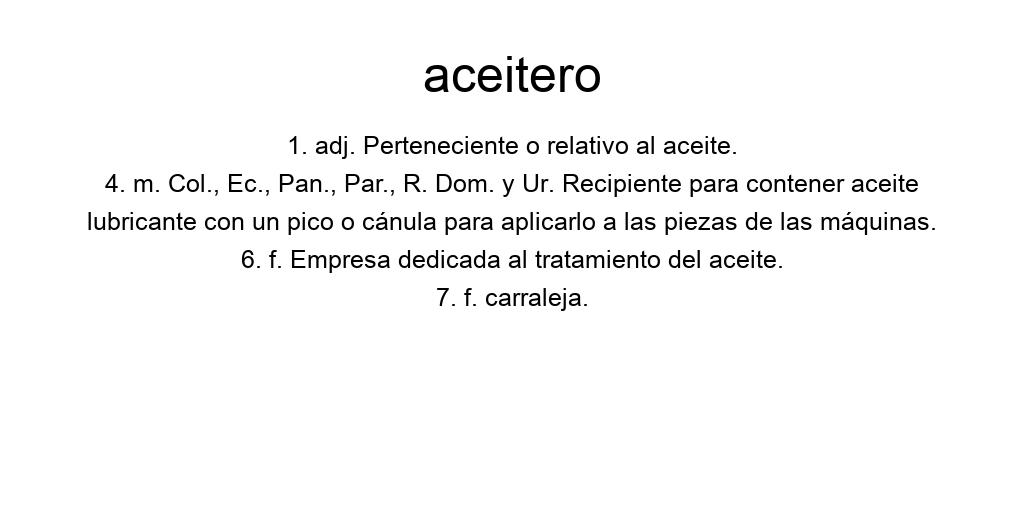 aceitero
1. adj. Perteneciente o relativo al aceite.
4. m. Col., Ec., Pan., Par., R. Dom. y Ur. Recipiente para contener aceite
lubricante con un pico o cánula para aplicarlo a las piezas de las máquinas.
6. f. Empresa dedicada al tratamiento del aceite.
7. f. carraleja.